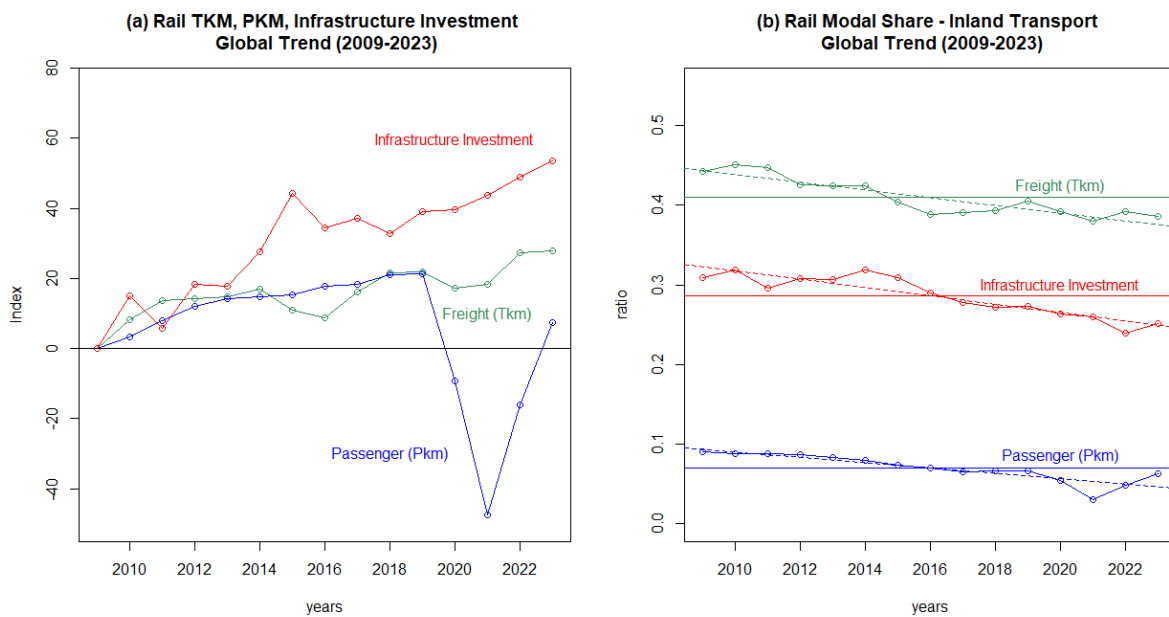 (a) Rail TKM, PKM, Infrastructure Investment
Global Trend (2009-2023)
80
60
40
20
0
-20
-40
Index
Infrastructure Investment
Freight (Tkm)
Passenger (Pkm)
2010 2012 2014 2016 2018 2020 2022
years
(b) Rail Modal Share - Inland Transport
Global Trend (2009-2023)
0.5
0.4
0.3
0.2
0.1
0.0
ratio
Freight (Tkm)
Infrastructure Investment
Passenger (Pkm)
2010 2012 2014 2016 2018 2020 2022
years